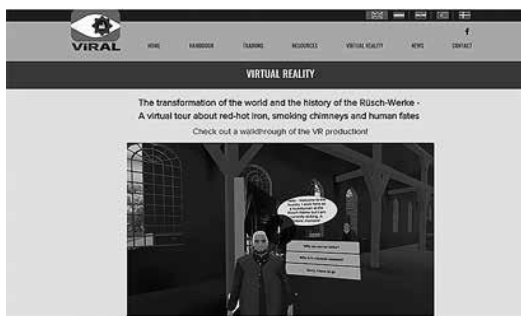 ViRAL
HOME HANDBOOK TRAINING RESOURCES VIRTUAL REALITY NEWS CONTACT
VIRTUAL REALITY
The transformation of the world and the history of the Rüsch-Werke -
A virtual tour about red-hot iron, smoking chimneys and human fates
Check out a walkthrough of the VR production!